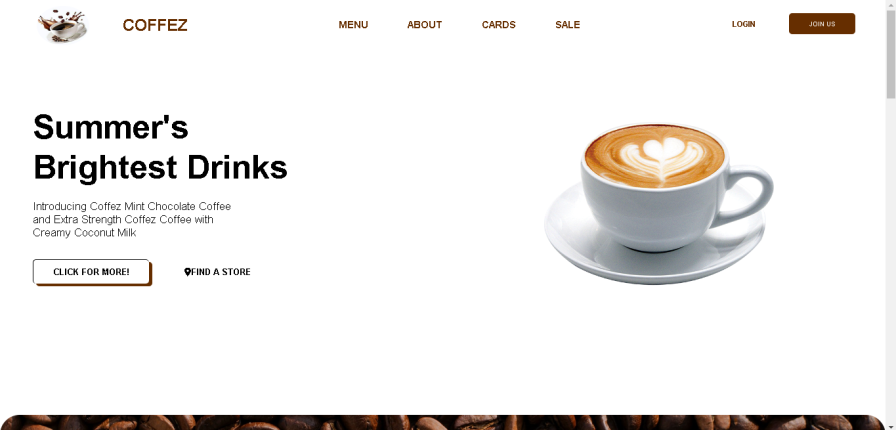 COFFEZ
MENU
ABOUT
CARDS
SALE
LOGIN
JOIN US
Summer's
Brightest Drinks
Introducing Coffez Mint Chocolate Coffee
and Extra Strength Coffez Coffee with
Creamy Coconut Milk
CLICK FOR MORE!
FIND A STORE